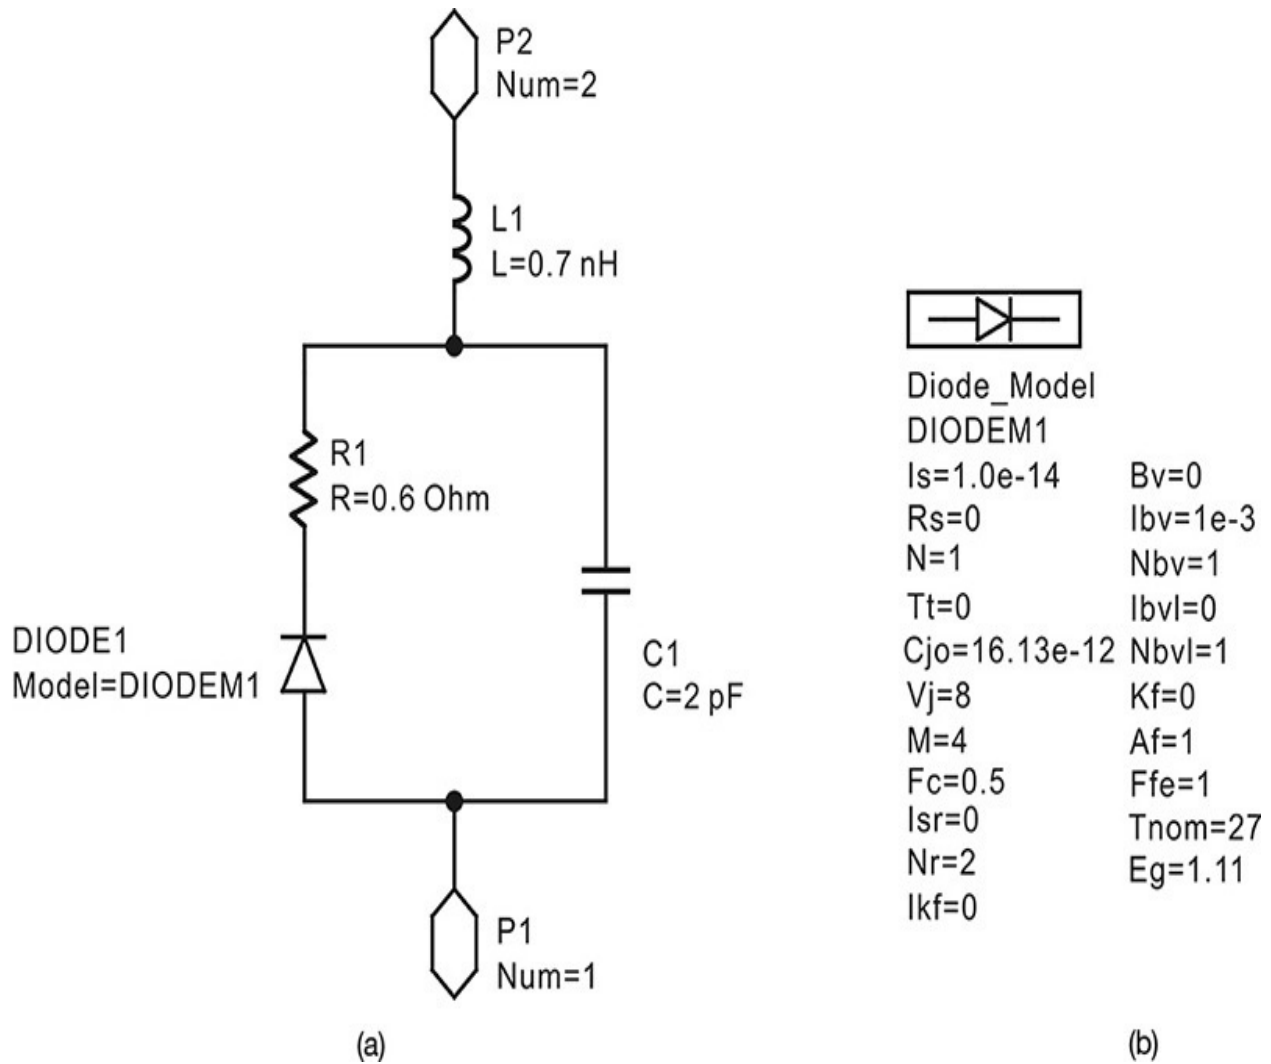 P2
Num=2
L1
L=0.7 nH
R1
R=0.6 Ohm
DIODE1
Model=DIODEM1
C1
C=2 pF
P1
Num=1
(a)
Diode_Model
DIODEM1
Is=1.0e-14
Rs=0
N=1
Tt=0
Cjo=16.13e-12
Vj=8
M=4
Fc=0.5
Isr=0
Nr=2
Ikf=0
Bv=0
Ibv=1e-3
Nbv=1
Ibvl=0
Nbvl=1
Kf=0
Af=1
Ffe=1
Tnom=27
Eg=1.11
(b)